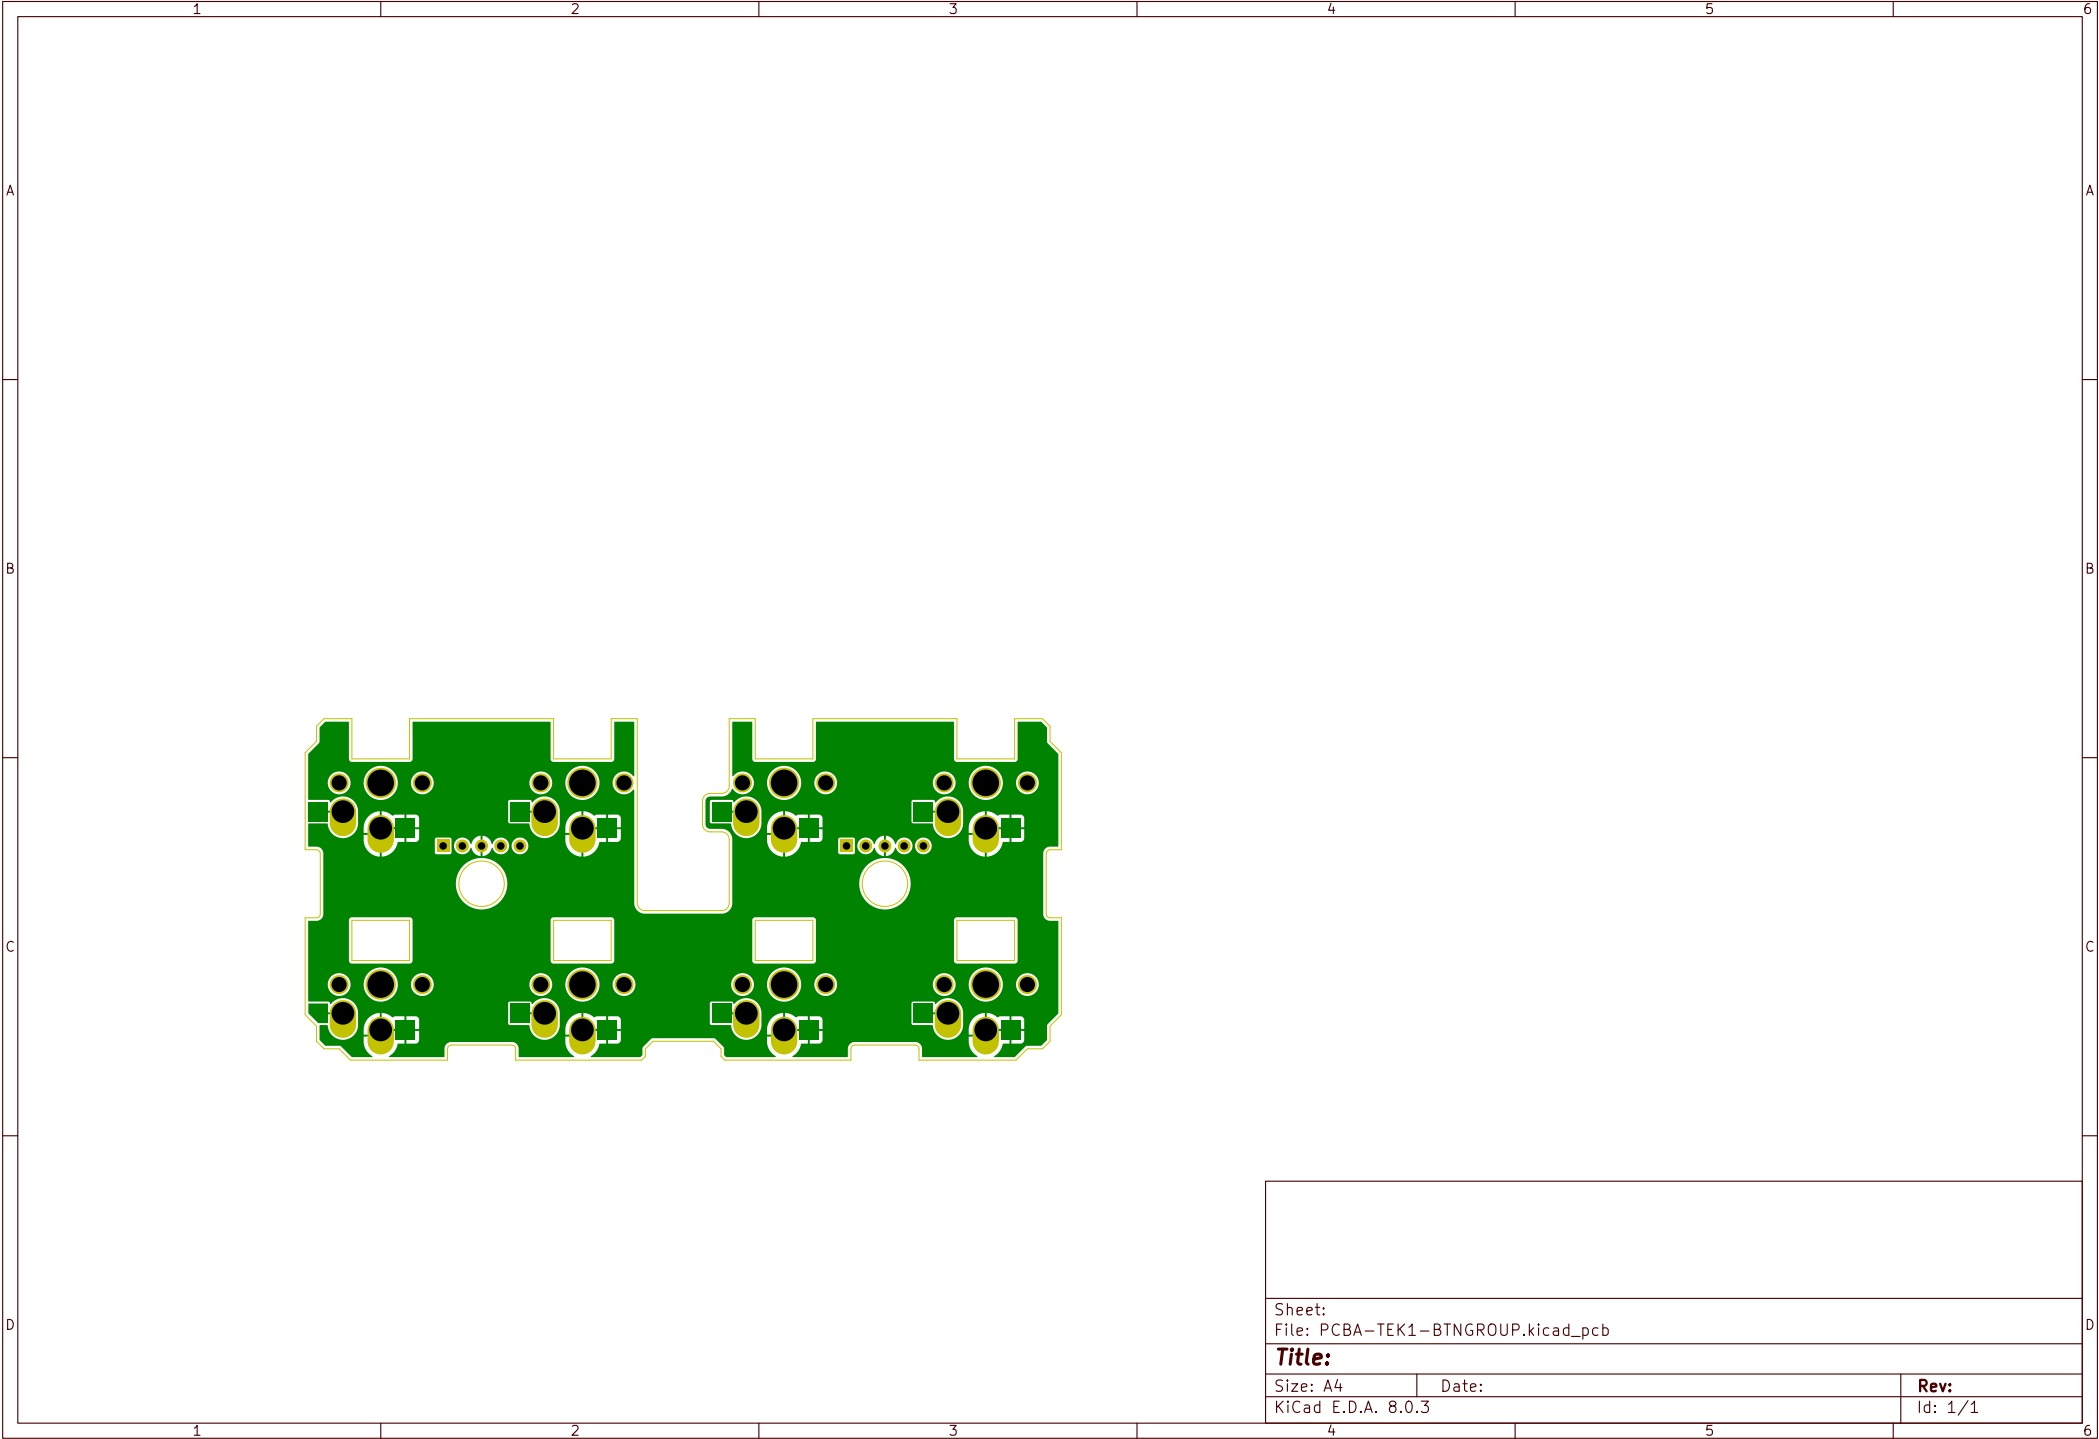 1 2 3 4 5 6
A A
B B
C C
D D
Sheet:
File: PCBA-TEK1-BTNGROUP.kicad_pcb
Title:
Size: A4 Date: Rev:
KiCad E.D.A. 8.0.3 Id: 1/1
1 2 3 4 5 6